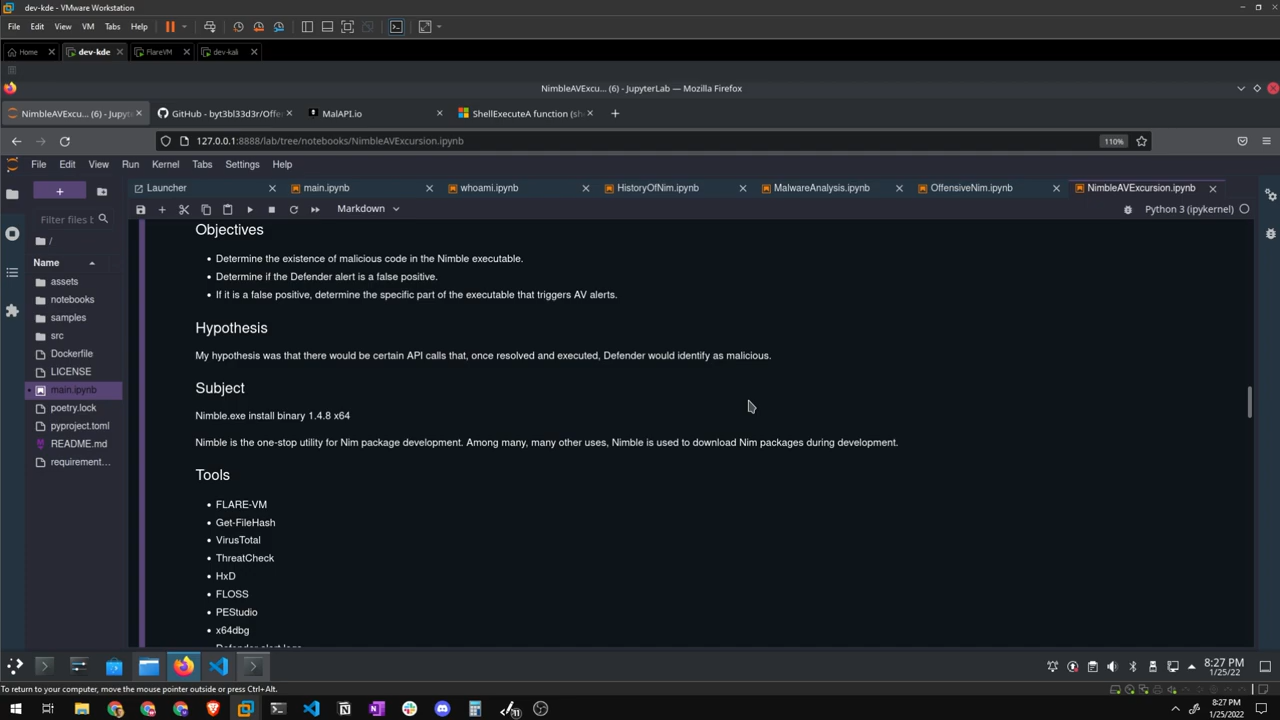 dev-kde - VMware Workstation
File Edit View VM Tabs Help
Home dev-kde FlareVM dev-kali
NimbleAVExcu... (6) - JupyterLab — Mozilla Firefox
NimbleAVExcu... (6) - Jupyt GitHub - byt3bl33d3r/Offe MalAPI.io ShellExecuteA function (sh
127.0.0.1:8888/lab/tree/notebooks/NimbleAVExcursion.ipynb 110%
File Edit View Run Kernel Tabs Settings Help
Launcher main.ipynb whoami.ipynb HistoryOfNim.ipynb MalwareAnalysis.ipynb OffensiveNim.ipynb NimbleAVExcursion.ipynb
Markdown Python 3 (ipykernel)
Filter files b
/
Name
assets
notebooks
samples
src
Dockerfile
LICENSE
main.ipynb
poetry.lock
pyproject.toml
README.md
requirement...
Objectives
• Determine the existence of malicious code in the Nimble executable.
• Determine if the Defender alert is a false positive.
• If it is a false positive, determine the specific part of the executable that triggers AV alerts.
Hypothesis
My hypothesis was that there would be certain API calls that, once resolved and executed, Defender would identify as malicious.
Subject
Nimble.exe install binary 1.4.8 x64
Nimble is the one-stop utility for Nim package development. Among many, many other uses, Nimble is used to download Nim packages during development.
Tools
• FLARE-VM
• Get-FileHash
• VirusTotal
• ThreatCheck
• HxD
• FLOSS
• PEStudio
• x64dbg
• Defender alert logs
8:27 PM
1/25/22
To return to your computer, move the mouse pointer outside or press Ctrl+Alt.
8:27 PM
1/25/2022